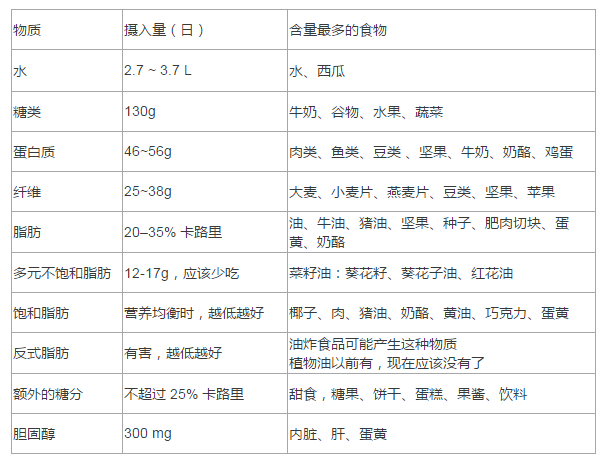 物质 摄入量（日） 含量最多的食物
水 2.7 ~ 3.7 L 水、西瓜
糖类 130g 牛奶、谷物、水果、蔬菜
蛋白质 46~56g 肉类、鱼类、豆类 、坚果、牛奶、奶酪、鸡蛋
纤维 25~38g 大麦、小麦片、燕麦片、豆类、坚果、苹果
脂肪 20–35% 卡路里 油、牛油、猪油、坚果、种子、肥肉切块、蛋
黄、奶酪
多元不饱和脂肪 12-17g，应该少吃 菜籽油：葵花籽、葵花子油、红花油
饱和脂肪 营养均衡时，越低越好 椰子、肉、猪油、奶酪、黄油、巧克力、蛋黄
反式脂肪 有害，越低越好 油炸食品可能产生这种物质
植物油以前有，现在应该没有了
额外的糖分 不超过 25% 卡路里 甜食，糖果、饼干、蛋糕、果酱、饮料
胆固醇 300 mg 内脏、肝、蛋黄